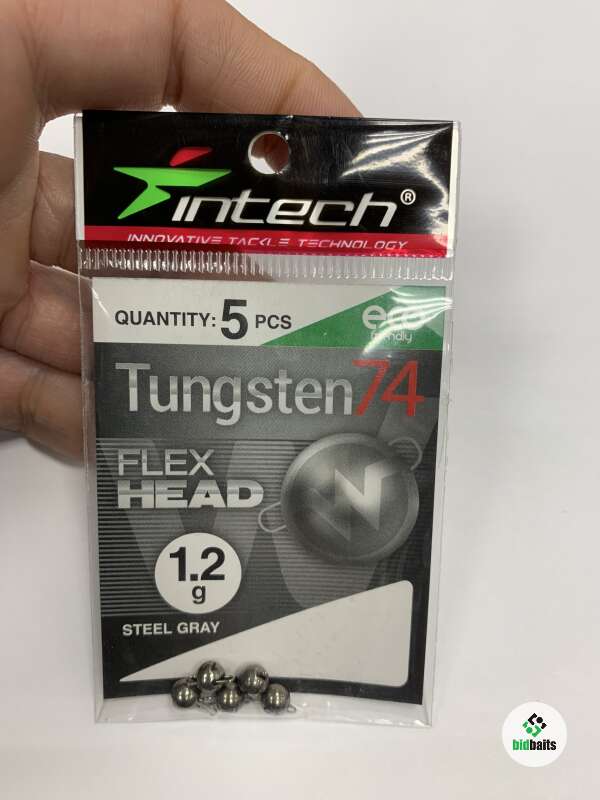 Fintech®
INNOVATIVE TACKLE TECHNOLOGY
QUANTITY: 5 PCS
eco
friendly
Tungsten74
FLEX
HEAD
W
1.2
g
STEEL GRAY
bidbaits